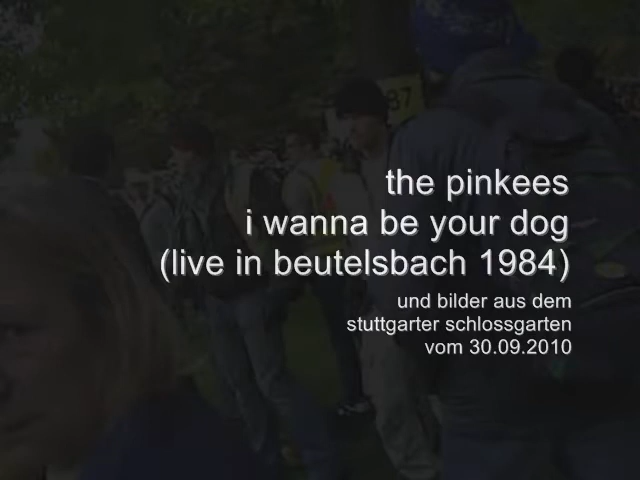 87
the pinkees
i wanna be your dog
(live in beutelsbach 1984)
und bilder aus dem
stuttgarter schlossgarten
vom 30.09.2010